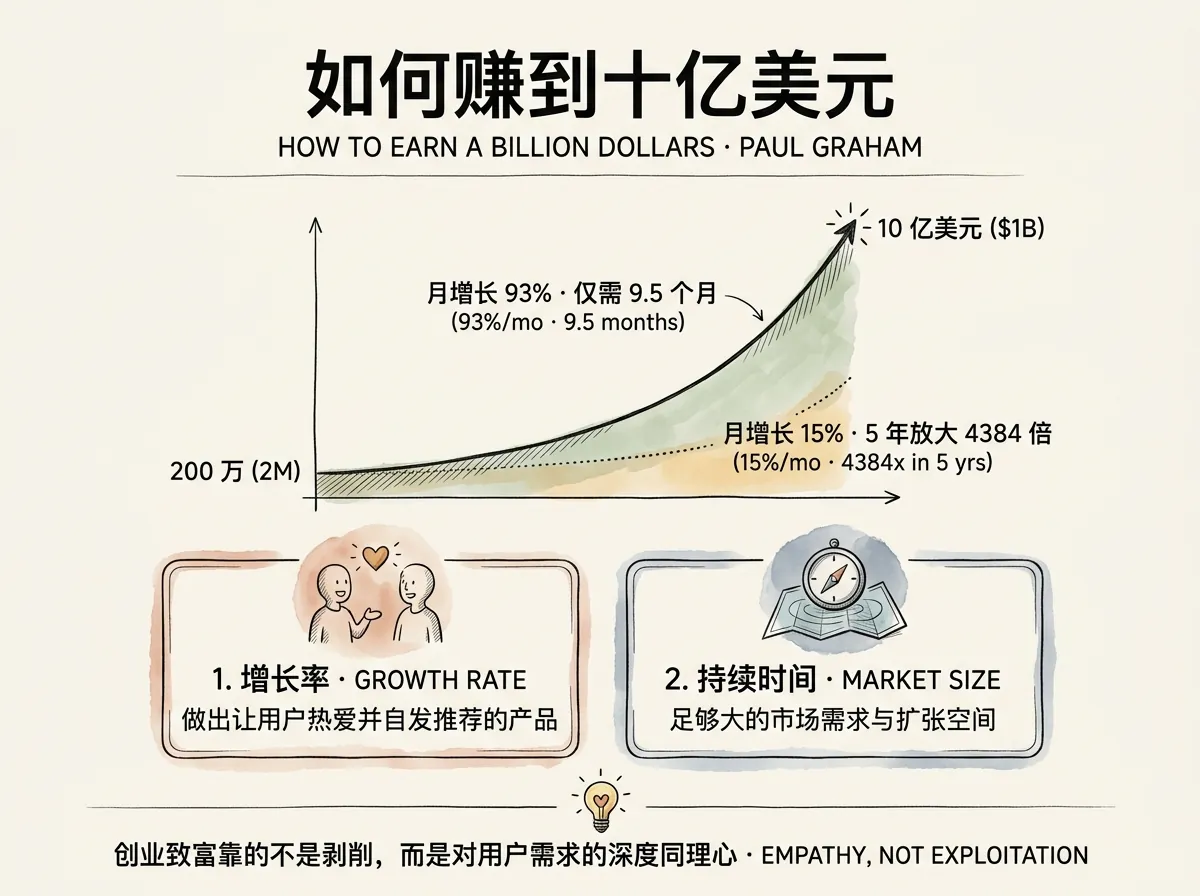 如何赚到十亿美元
HOW TO EARN A BILLION DOLLARS · PAUL GRAHAM
10 亿美元 ($1B)
月增长 93% · 仅需 9.5 个月
(93%/mo · 9.5 months)
月增长 15% · 5 年放大 4384 倍
(15%/mo · 4384x in 5 yrs)
200 万 (2M)
1. 增长率 · GROWTH RATE
做出让用户热爱并自发推荐的产品
2. 持续时间 · MARKET SIZE
足够大的市场需求与扩张空间
创业致富靠的不是剥削，而是对用户需求的深度同理心 · EMPATHY, NOT EXPLOITATION